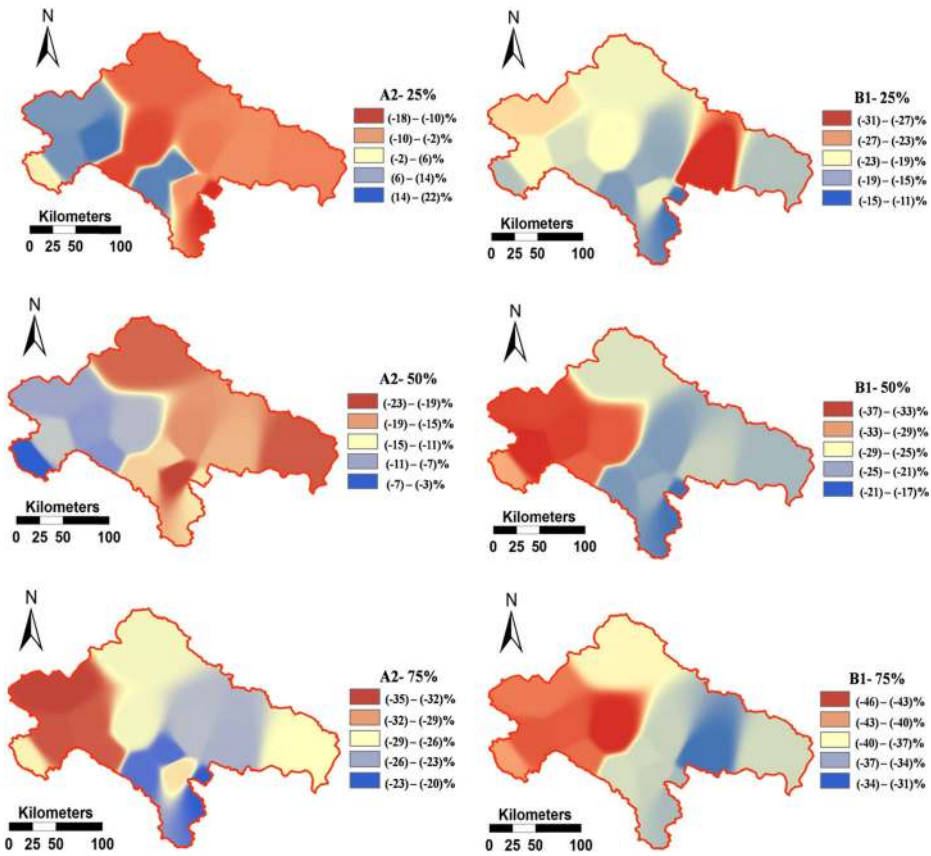 N
A2- 25%
(-18) – (-10)%
(-10) – (-2)%
(-2) – (6)%
(6) – (14)%
(14) – (22)%
Kilometers
0 25 50 100
N
B1- 25%
(-31) – (-27)%
(-27) – (-23)%
(-23) – (-19)%
(-19) – (-15)%
(-15) – (-11)%
Kilometers
0 25 50 100
N
A2- 50%
(-23) – (-19)%
(-19) – (-15)%
(-15) – (-11)%
(-11) – (-7)%
(-7) – (-3)%
Kilometers
0 25 50 100
N
B1- 50%
(-37) – (-33)%
(-33) – (-29)%
(-29) – (-25)%
(-25) – (-21)%
(-21) – (-17)%
Kilometers
0 25 50 100
N
A2- 75%
(-35) – (-32)%
(-32) – (-29)%
(-29) – (-26)%
(-26) – (-23)%
(-23) – (-20)%
Kilometers
0 25 50 100
N
B1- 75%
(-46) – (-43)%
(-43) – (-40)%
(-40) – (-37)%
(-37) – (-34)%
(-34) – (-31)%
Kilometers
0 25 50 100